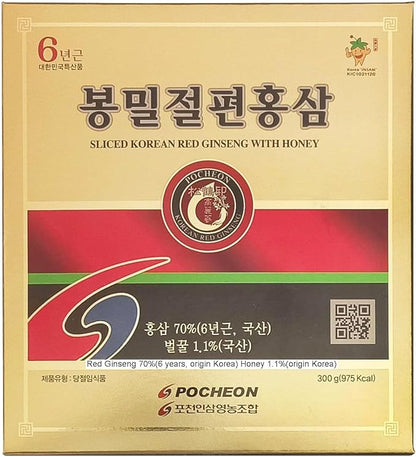 6년근
대한민국특산품
Korea "INSAM"
KIC1021120
봉밀절편홍삼
SLICED KOREAN RED GINSENG WITH HONEY
POCHEON
KOREAN RED GINSENG
홍삼 70%(6년근, 국산)
벌꿀 1.1%(국산)
Red Ginseng 70%(6 years, origin Korea) Honey 1.1%(origin Korea)
제품유형 : 당절임식품
300 g(975 Kcal)
POCHEON
포천인삼영농조합